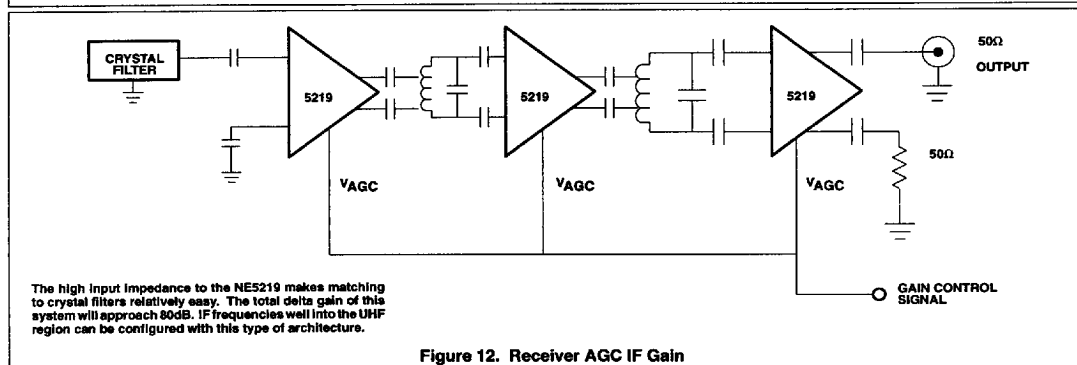 CRYSTAL
FILTER
5219
5219
5219
50Ω
OUTPUT
50Ω
VAGC
VAGC
VAGC
GAIN CONTROL
SIGNAL
The high input impedance to the NE5219 makes matching
to crystal filters relatively easy. The total delta gain of this
system will approach 80dB. IF frequencies well into the UHF
region can be configured with this type of architecture.
Figure 12. Receiver AGC IF Gain